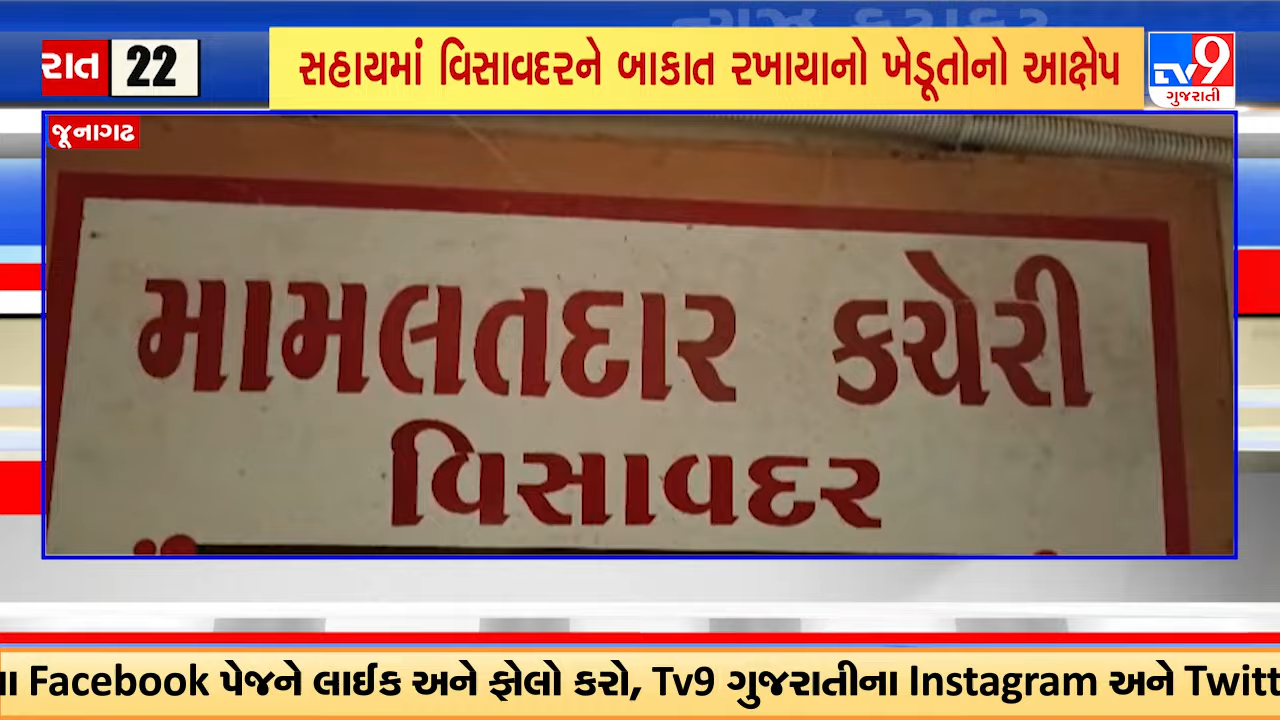 રાત 22
સહાયમાં વિસાવદરને બાકાત રખાયાનો ખેડૂતોનો આક્ષેપ
TV9
ગુજરાતી
જૂનાગઢ
મામલતદાર કચેરી
વિસાવદર
Facebook પેજને લાઈક અને ફોલો કરો, Tv9 ગુજરાતીના Instagram અને